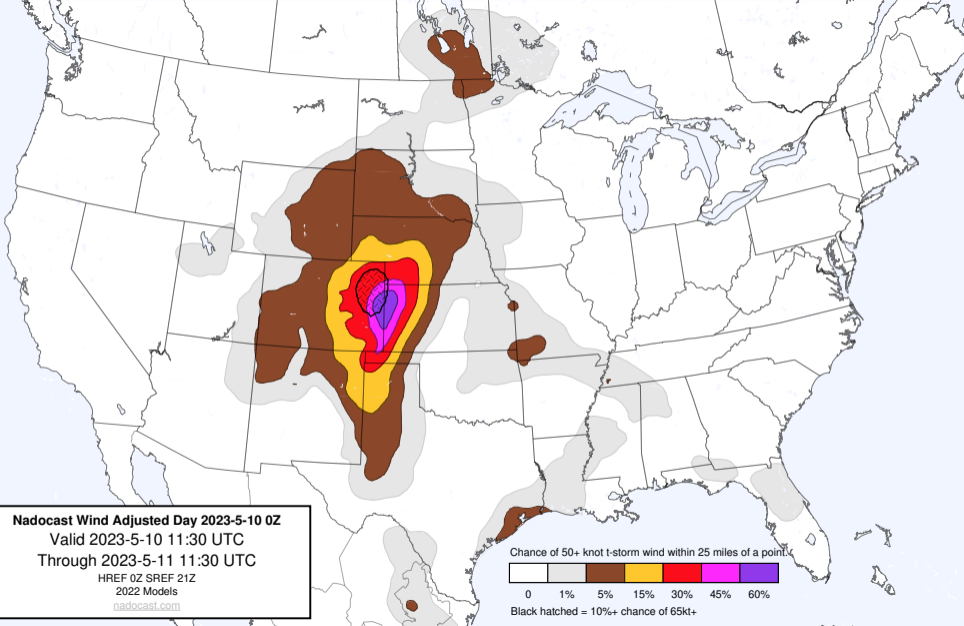 Nadocast Wind Adjusted Day 2023-5-10 0Z
Valid 2023-5-10 11:30 UTC
Through 2023-5-11 11:30 UTC
HREF 0Z SREF 21Z
2022 Models
nadocast.com
Chance of 50+ knot t-storm wind within 25 miles of a point.
0 1% 5% 15% 30% 45% 60%
Black hatched = 10%+ chance of 65kt+